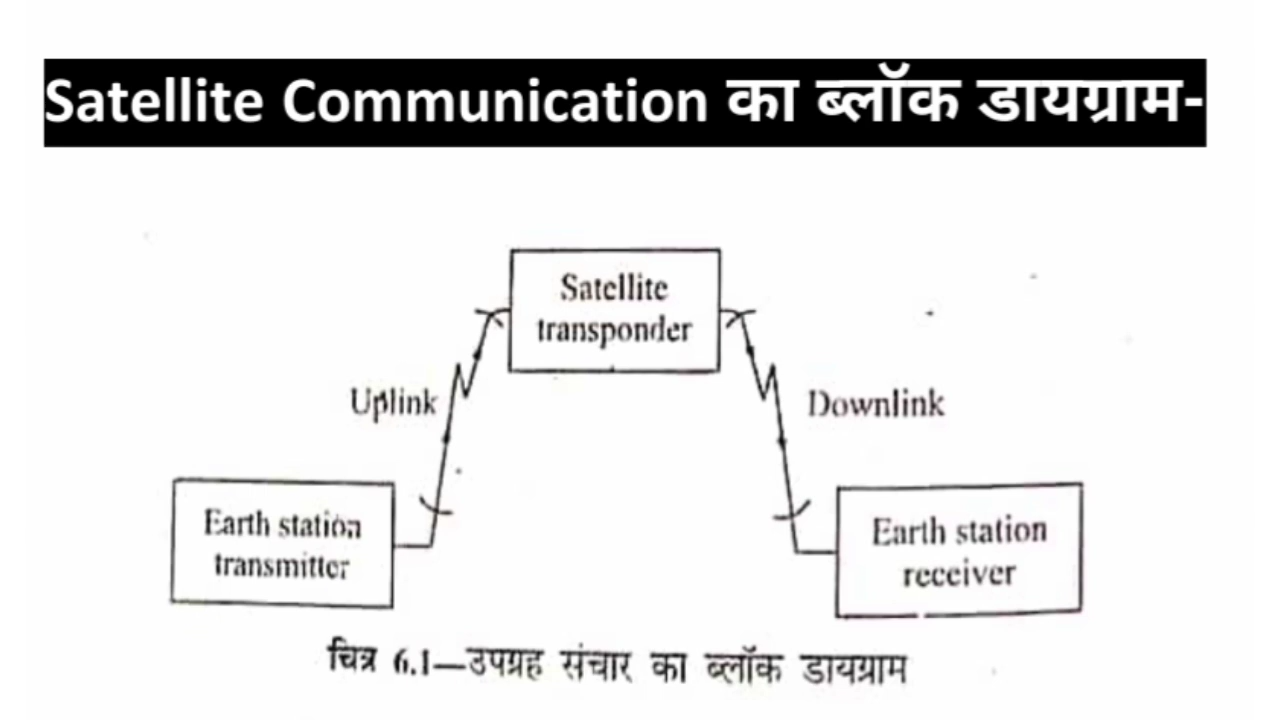 Satellite Communication का ब्लॉक डायग्राम-
Satellite
transponder
Uplink
Downlink
Earth station
transmitter
Earth station
receiver
चित्र 6.1—उपग्रह संचार का ब्लॉक डायग्राम